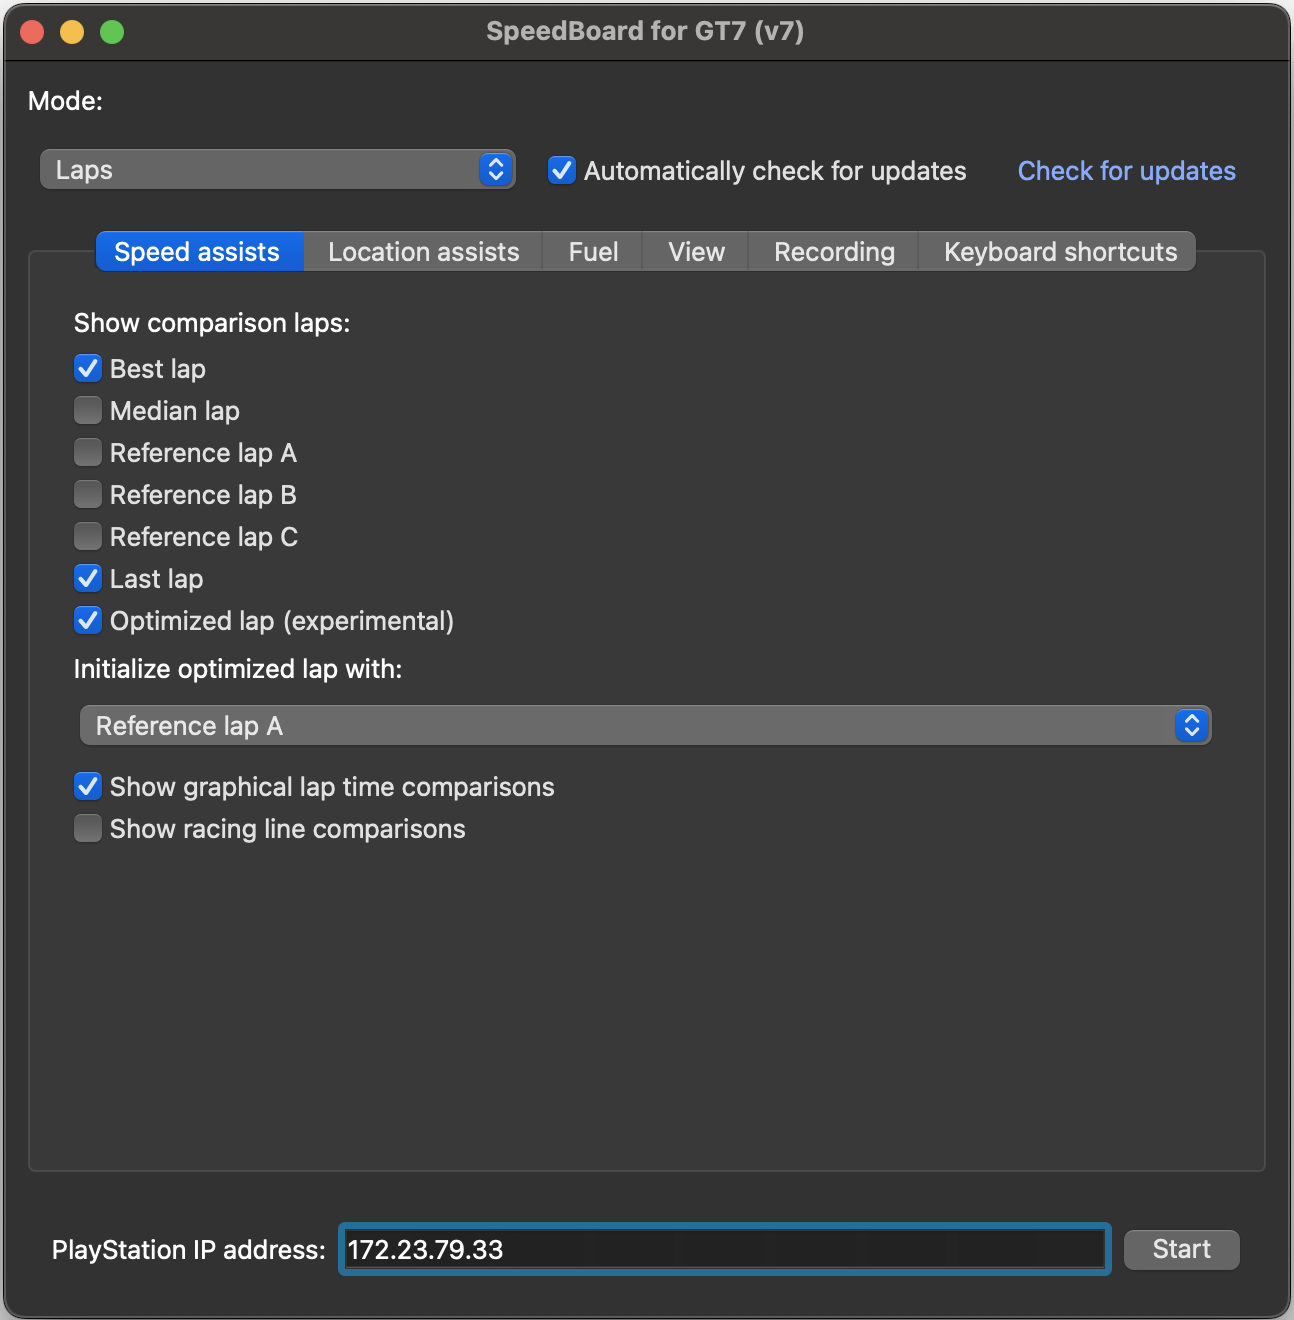 SpeedBoard for GT7 (v7)
Mode:
Laps
Automatically check for updates
Check for updates
Speed assists
Location assists
Fuel
View
Recording
Keyboard shortcuts
Show comparison laps:
Best lap
Median lap
Reference lap A
Reference lap B
Reference lap C
Last lap
Optimized lap (experimental)
Initialize optimized lap with:
Reference lap A
Show graphical lap time comparisons
Show racing line comparisons
PlayStation IP address:
172.23.79.33
Start